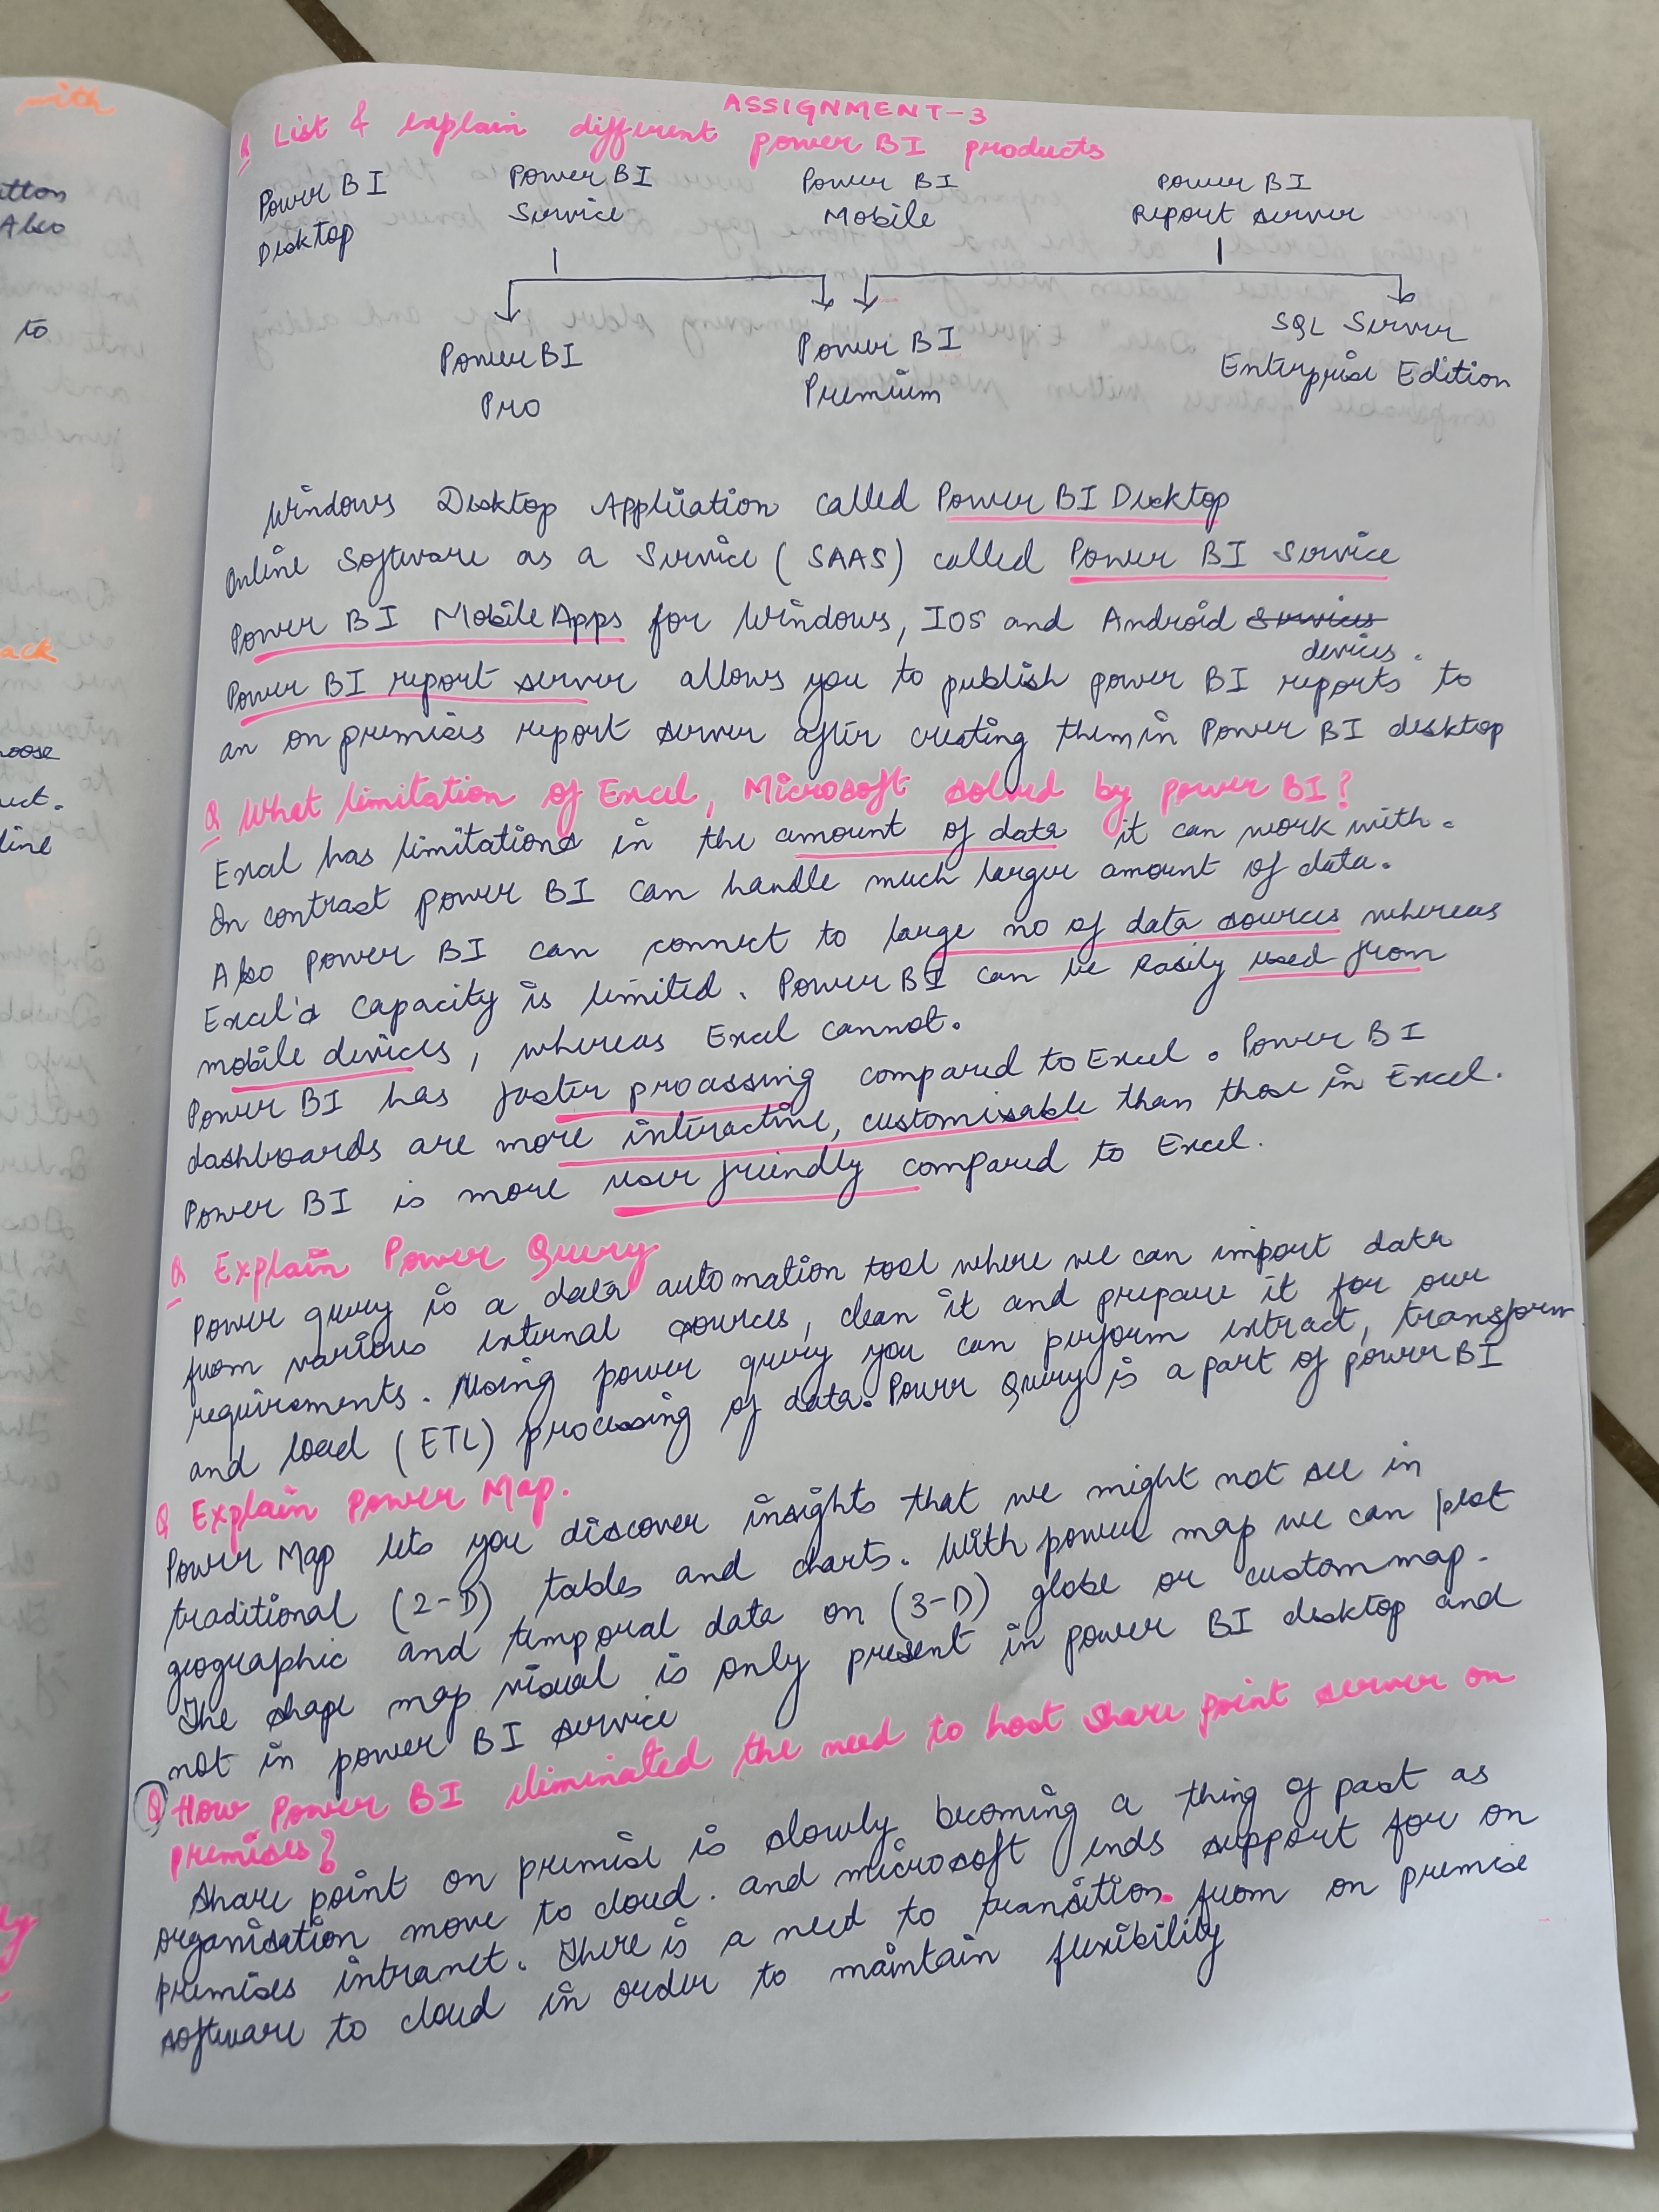 with
Also
to
ack
ASSIGNMENT-3
Q List & explain different power BI products
Power BI Desktop
Power BI Service
Power BI Mobile
Power BI Report server
Power BI Pro
Power BI Premium
SQL Server Enterprise Edition
Windows Desktop Application called Power BI Desktop
Online Software as a Service (SAAS) called Power BI Service
Power BI Mobile Apps for Windows, IOS and Android services
devices.
Power BI report server allows you to publish power BI reports to
an on premises report server after creating them in Power BI desktop
Q What limitation of Excel, Microsoft solved by power BI?
Excel has limitations in the amount of data it can work with.
In contrast power BI can handle much larger amount of data.
Also power BI can connect to large no of data sources whereas
Excel's capacity is limited. Power BI can be easily used from
mobile devices, whereas Excel cannot.
Power BI has faster processing compared to Excel. Power BI
dashboards are more interactive, customisable than those in Excel.
Power BI is more user friendly compared to Excel.
Q Explain Power Query
Power query is a data automation tool where we can import data
from various external sources, clean it and prepare it for our
requirements. Using power query you can perform extract, transform
and load (ETL) processing of data. Power Query is a part of power BI
Q Explain Power Map.
Power Map lets you discover insights that we might not see in
traditional (2-D) tables and charts. With power map we can plot
geographic and temporal data on (3-D) globe or custom map.
The shape map visual is only present in power BI desktop and
not in power BI service
Q How Power BI eliminated the need to host share point server on
premises?
Share point on premise is slowly becoming a thing of past as
organisation move to cloud. and microsoft ends support for on
premises intranet. There is a need to transition from on premise
software to cloud in order to maintain flexibility